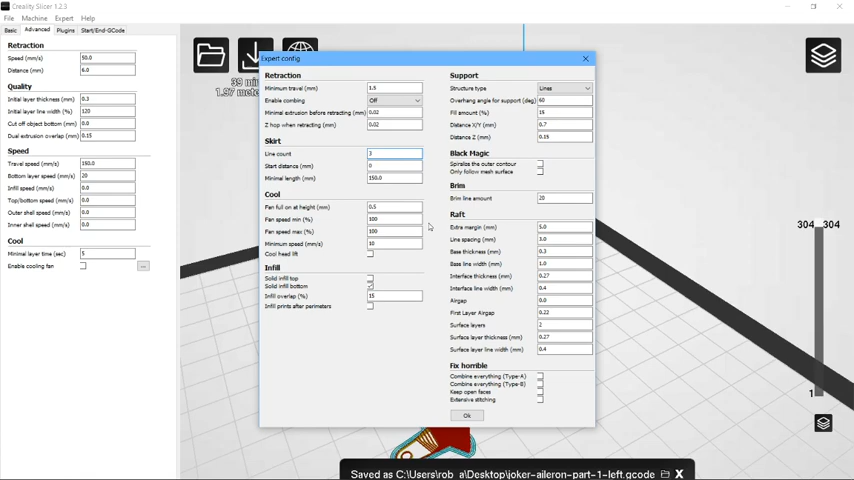 Creality Slicer 1.2.3
File Machine Expert Help
Basic Advanced Plugins Start/End-GCode
Retraction
Speed (mm/s) 50.0
Distance (mm) 6.0
Quality
Initial layer thickness (mm) 0.3
Initial layer line width (%) 120
Cut off object bottom (mm) 0.0
Dual extrusion overlap (mm) 0.15
Speed
Travel speed (mm/s) 150.0
Bottom layer speed (mm/s) 20
Infill speed (mm/s) 0.0
Top/bottom speed (mm/s) 0.0
Outer shell speed (mm/s) 0.0
Inner shell speed (mm/s) 0.0
Cool
Minimal layer time (sec) 5
Enable cooling fan ...
1.97 meter
Expert config
Retraction
Minimum travel (mm) 1.5
Enable combing Off
Minimal extrusion before retracting (mm) 0.02
Z hop when retracting (mm) 0.02
Skirt
Line count 3
Start distance (mm) 0
Minimal length (mm) 150.0
Cool
Fan full on at height (mm) 0.5
Fan speed min (%) 100
Fan speed max (%) 100
Minimum speed (mm/s) 10
Cool head lift
Infill
Solid infill top
Solid infill bottom
Infill overlap (%) 15
Infill prints after perimeters
Support
Structure type Lines
Overhang angle for support (deg) 60
Fill amount (%) 15
Distance X/Y (mm) 0.7
Distance Z (mm) 0.15
Black Magic
Spiralize the outer contour
Only follow mesh surface
Brim
Brim line amount 20
Raft
Extra margin (mm) 5.0
Line spacing (mm) 3.0
Base thickness (mm) 0.3
Base line width (mm) 1.0
Interface thickness (mm) 0.27
Interface line width (mm) 0.4
Airgap 0.0
First Layer Airgap 0.22
Surface layers 2
Surface layer thickness (mm) 0.27
Surface layer line width (mm) 0.4
Fix horrible
Combine everything (Type-A)
Combine everything (Type-B)
Keep open faces
Extensive stitching
Ok
304 304
1
Saved as C:\Users\rob_a\Desktop\joker-aileron-part-1-left.gcode X